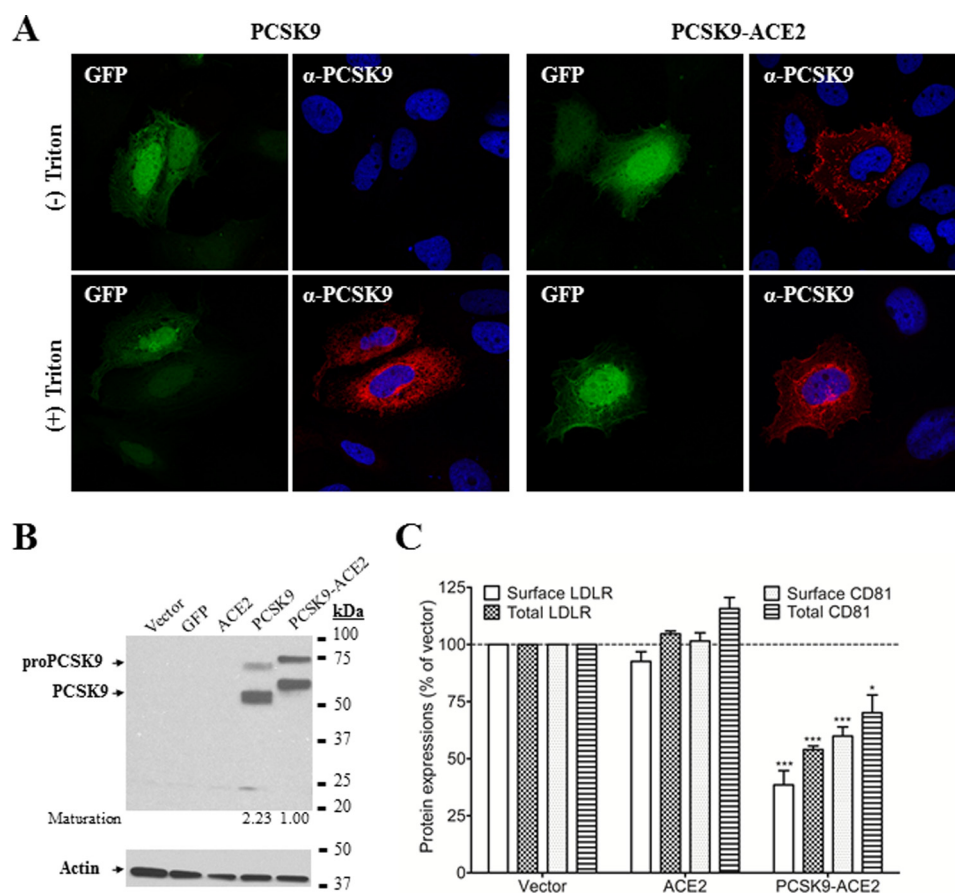 A
PCSK9
PCSK9-ACE2
(-) Triton
GFP
α-PCSK9
GFP
α-PCSK9
(+) Triton
GFP
α-PCSK9
GFP
α-PCSK9
B
Vector
GFP
ACE2
PCSK9
PCSK9-ACE2
kDa
100
proPCSK9
75
PCSK9
50
37
25
20
Maturation 2.23 1.00
50
Actin
37
C
Protein expressions (% of vector)
125
100
75
50
25
0
Surface LDLR
Total LDLR
Surface CD81
Total CD81
***
***
***
*
Vector
ACE2
PCSK9-ACE2